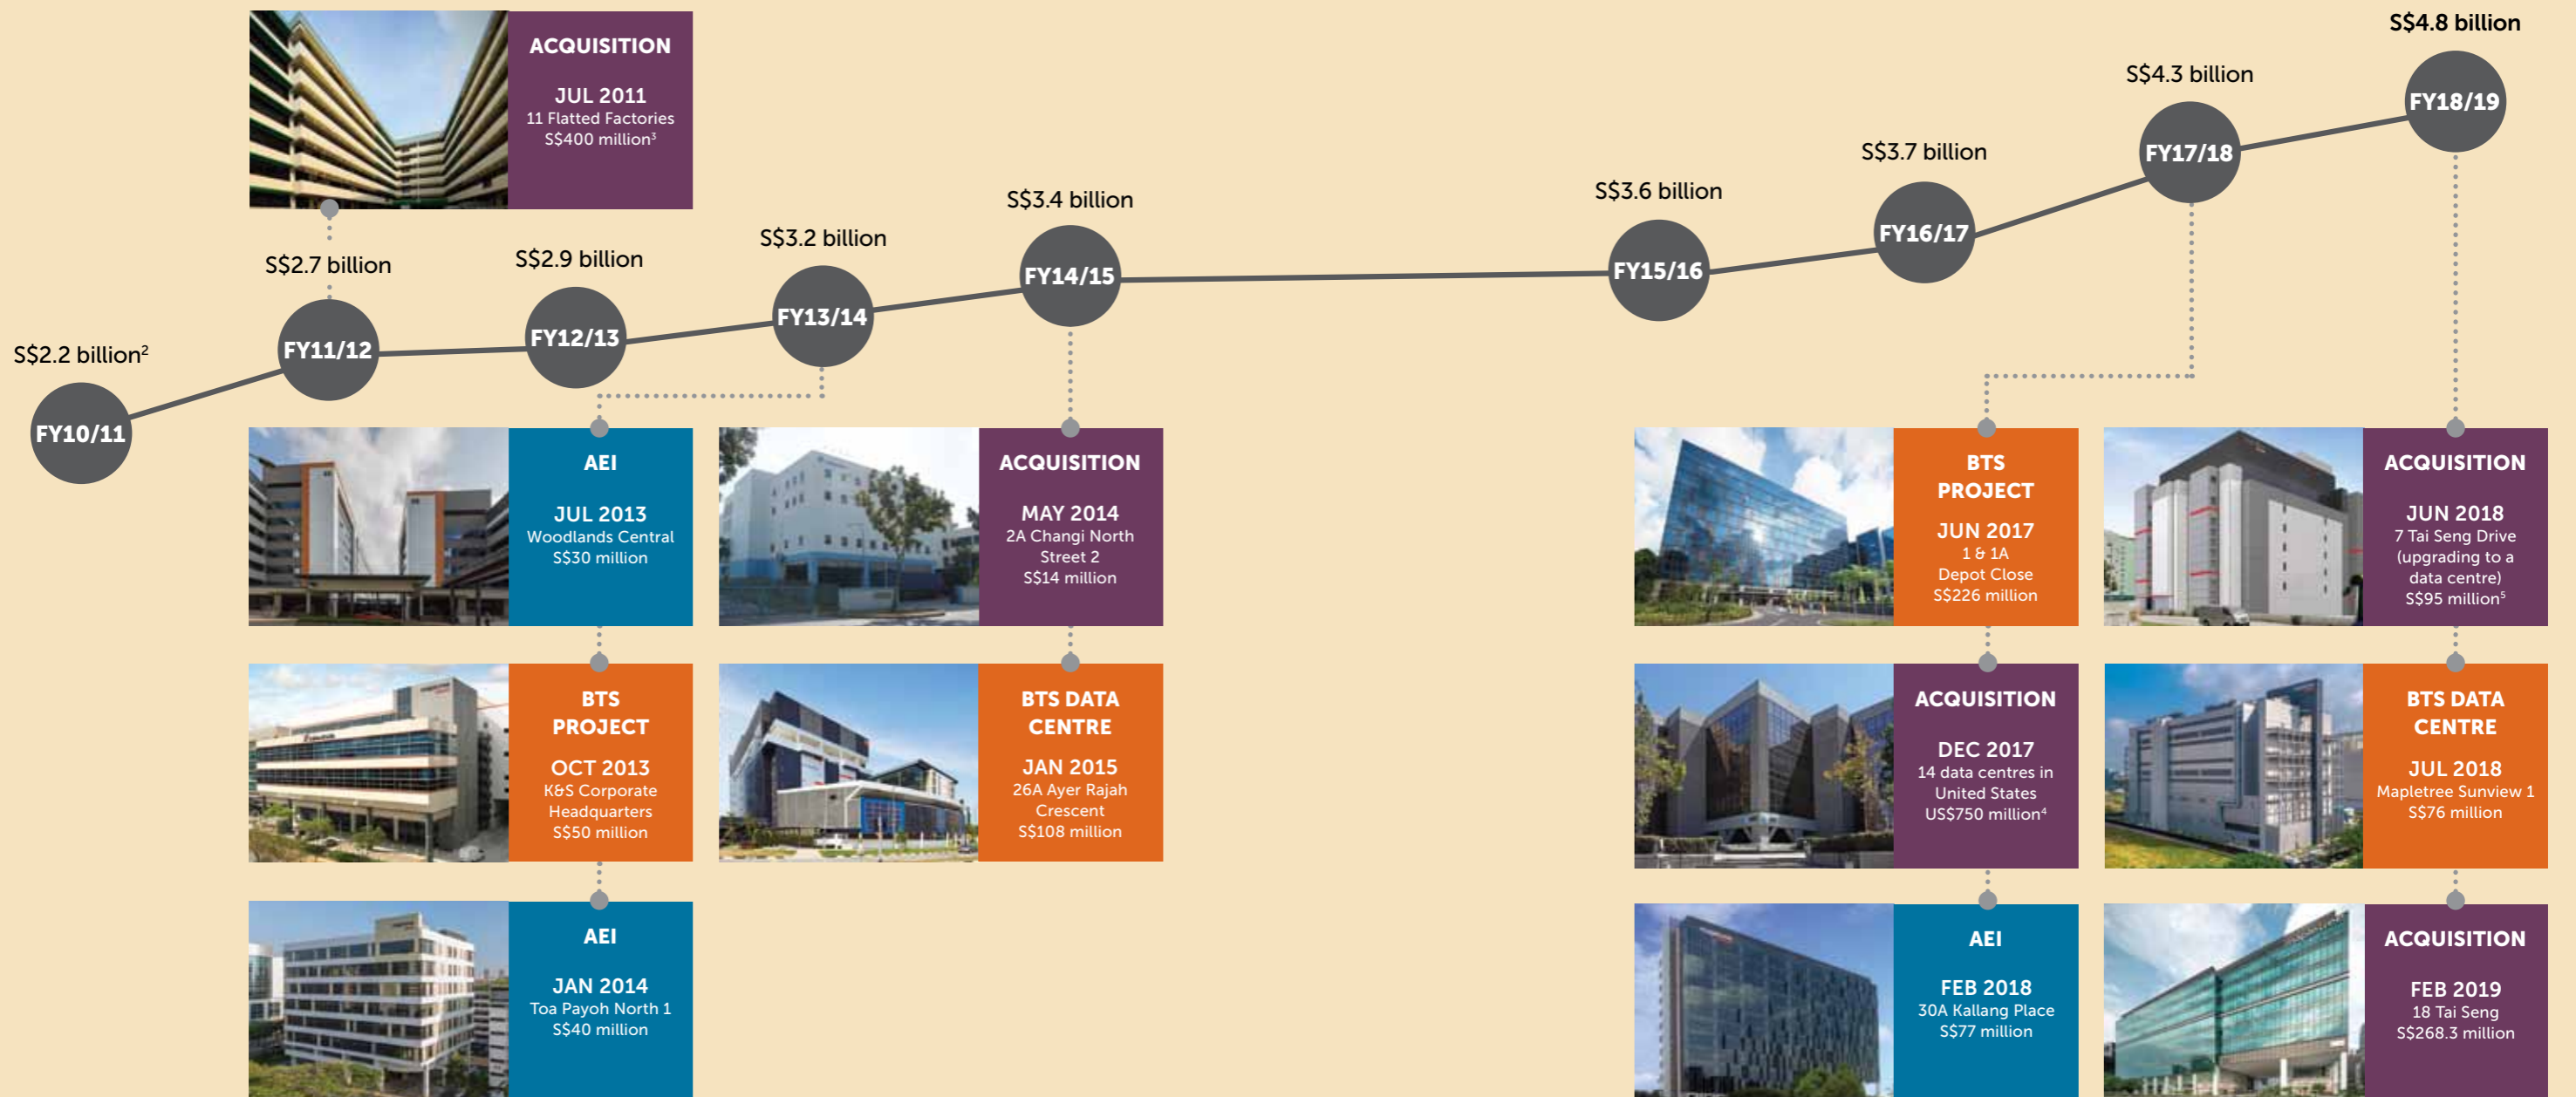 ACQUISITION
JUL 2011
11 Flatted Factories
S$400 million³
S$2.2 billion²
FY10/11
S$2.7 billion
FY11/12
S$2.9 billion
FY12/13
S$3.2 billion
FY13/14
S$3.4 billion
FY14/15
S$3.6 billion
FY15/16
S$3.7 billion
FY16/17
S$4.3 billion
FY17/18
S$4.8 billion
FY18/19
AEI
JUL 2013
Woodlands Central
S$30 million
BTS
PROJECT
OCT 2013
K&S Corporate
Headquarters
S$50 million
AEI
JAN 2014
Toa Payoh North 1
S$40 million
ACQUISITION
MAY 2014
2A Changi North
Street 2
S$14 million
BTS DATA
CENTRE
JAN 2015
26A Ayer Rajah
Crescent
S$108 million
BTS
PROJECT
JUN 2017
1 & 1A
Depot Close
S$226 million
ACQUISITION
DEC 2017
14 data centres in
United States
US$750 million⁴
AEI
FEB 2018
30A Kallang Place
S$77 million
ACQUISITION
JUN 2018
7 Tai Seng Drive
(upgrading to a
data centre)
S$95 million⁵
BTS DATA
CENTRE
JUL 2018
Mapletree Sunview 1
S$76 million
ACQUISITION
FEB 2019
18 Tai Seng
S$268.3 million